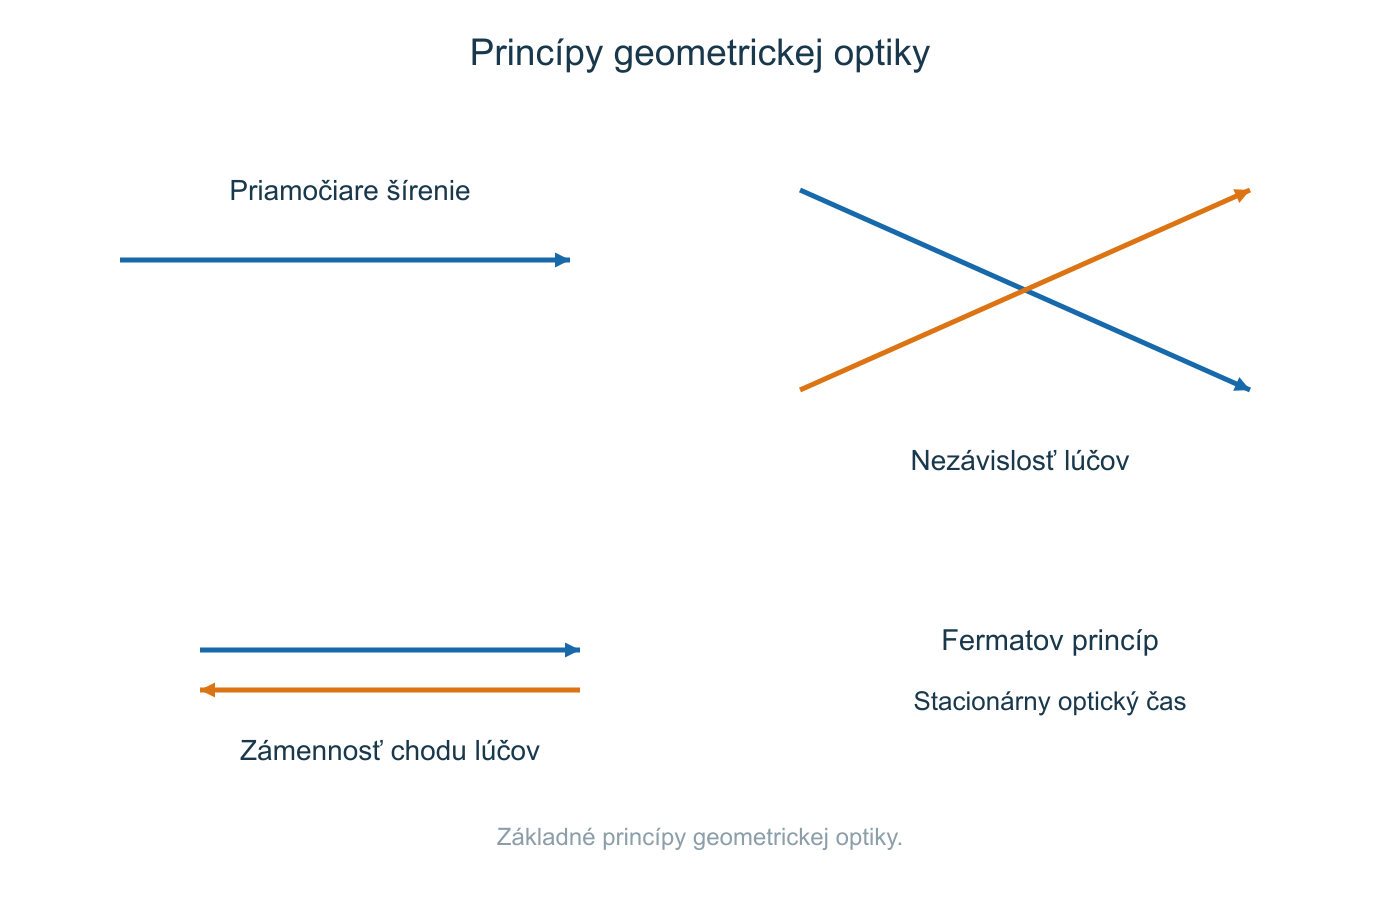 Princípy geometrickej optiky
Priamočiare šírenie
Nezávislosť lúčov
Zámennosť chodu lúčov
Fermatov princíp
Stacionárny optický čas
Základné princípy geometrickej optiky.